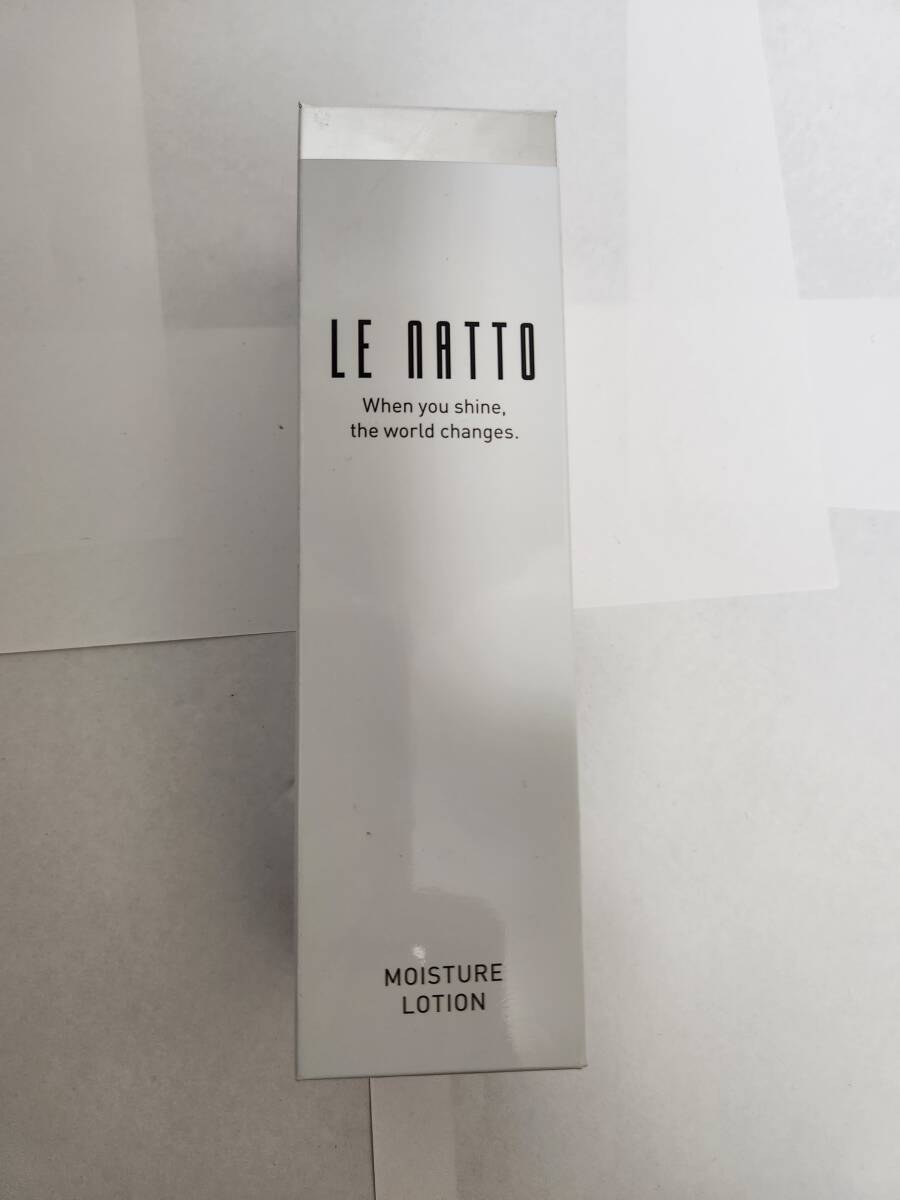 LE NATTO
When you shine,
the world changes.
MOISTURE
LOTION